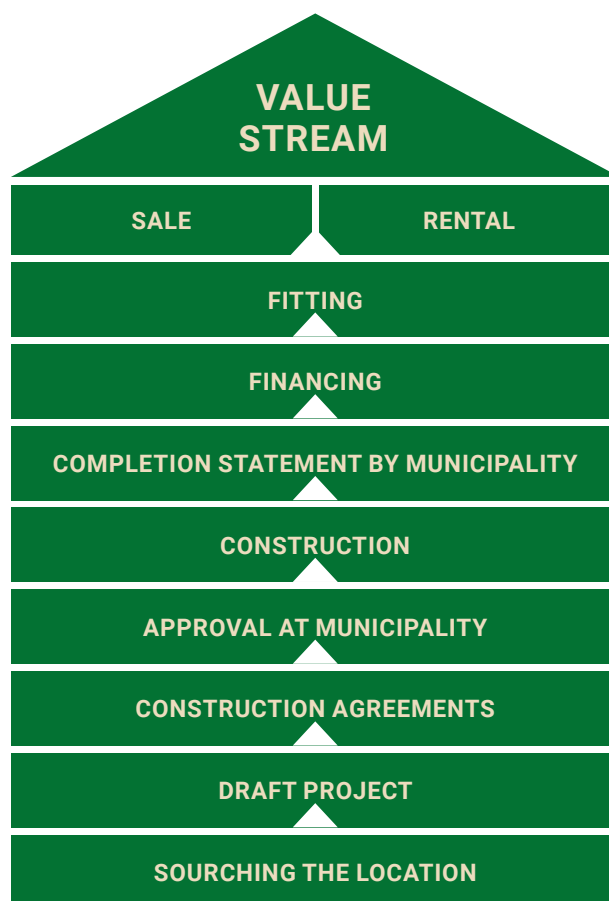 VALUE
STREAM
SALE
RENTAL
FITTING
FINANCING
COMPLETION STATEMENT BY MUNICIPALITY
CONSTRUCTION
APPROVAL AT MUNICIPALITY
CONSTRUCTION AGREEMENTS
DRAFT PROJECT
SOURCHING THE LOCATION